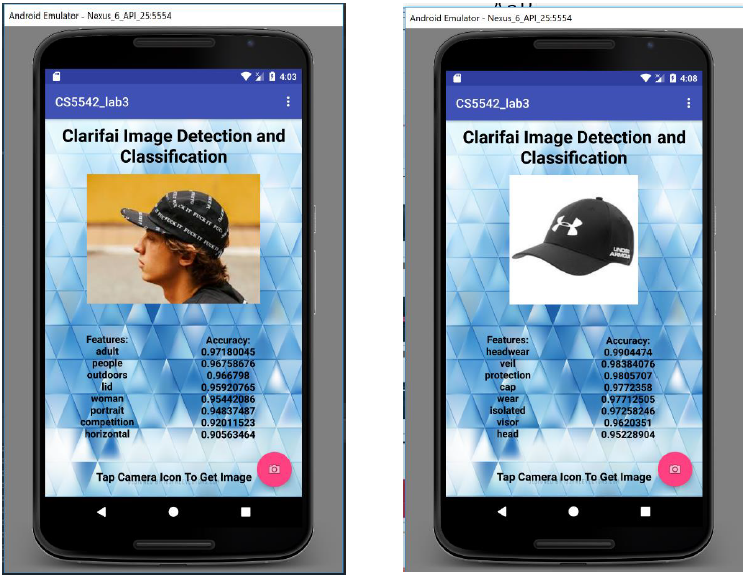 Android Emulator - Nexus_6_API_25:5554
4:03
CS5542_lab3
Clarifai Image Detection and
Classification
FUCK IT FUCK IT
Features: Accuracy:
adult 0.97180045
people 0.96758676
outdoors 0.966798
lid 0.95920765
woman 0.95442086
portrait 0.94837487
competition 0.92011523
horizontal 0.90563464
Tap Camera Icon To Get Image
Android Emulator - Nexus_6_API_25:5554
4:08
CS5542_lab3
Clarifai Image Detection and
Classification
UNDER
ARMOUR
Features: Accuracy:
headwear 0.9904474
veil 0.98384076
protection 0.9805707
cap 0.9772358
wear 0.97712505
isolated 0.97258246
visor 0.9620351
head 0.95228904
Tap Camera Icon To Get Image